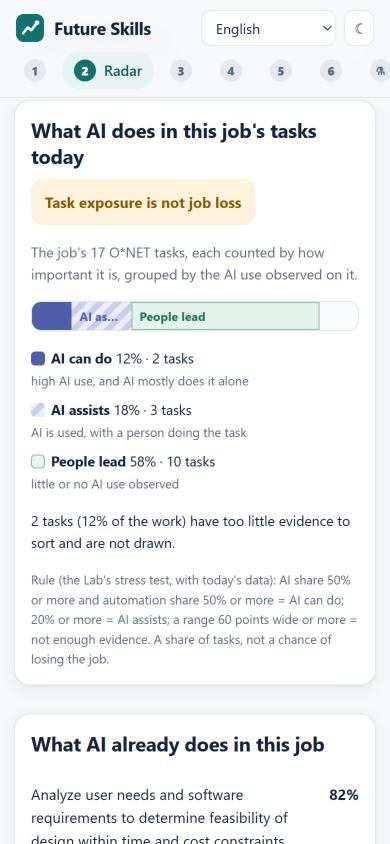 Future Skills
English
1
2 Radar
3
4
5
6
What AI does in this job's tasks
today
Task exposure is not job loss
The job's 17 O*NET tasks, each counted by how
important it is, grouped by the AI use observed on it.
AI as…
People lead
AI can do 12% · 2 tasks
high AI use, and AI mostly does it alone
AI assists 18% · 3 tasks
AI is used, with a person doing the task
People lead 58% · 10 tasks
little or no AI use observed
2 tasks (12% of the work) have too little evidence to
sort and are not drawn.
Rule (the Lab's stress test, with today's data): AI share 50%
or more and automation share 50% or more = AI can do;
20% or more = AI assists; a range 60 points wide or more =
not enough evidence. A share of tasks, not a chance of
losing the job.
What AI already does in this job
Analyze user needs and software 82%
requirements to determine feasibility of
design within time and cost constraints